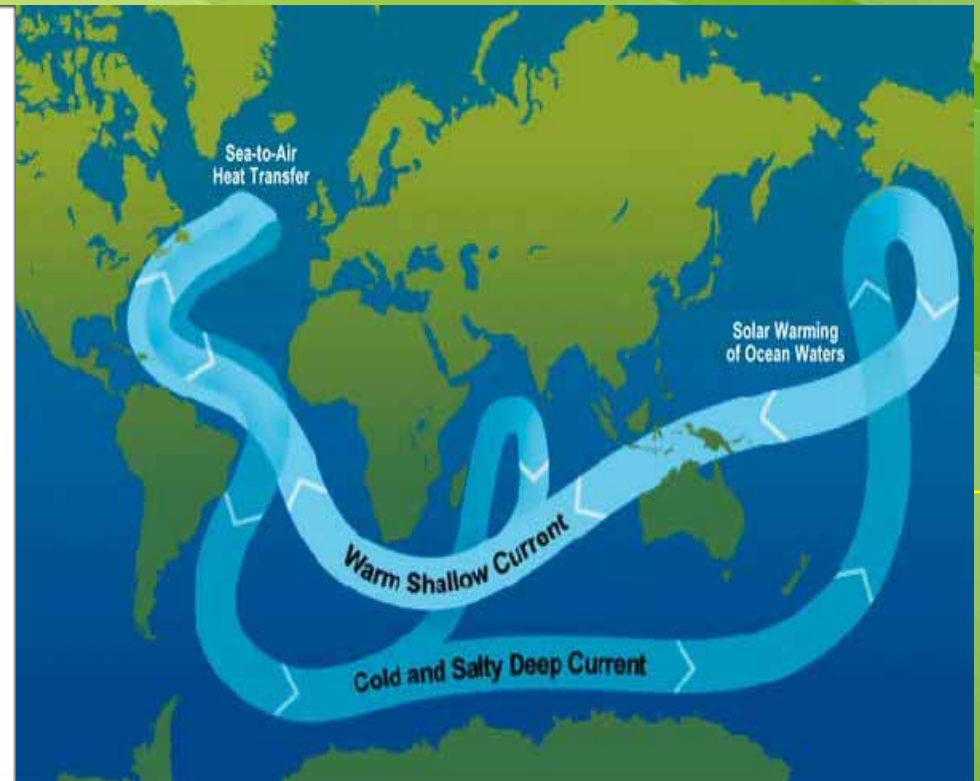 Sea-to-Air
Heat Transfer
Solar Warming
of Ocean Waters
Warm Shallow Current
Cold and Salty Deep Current